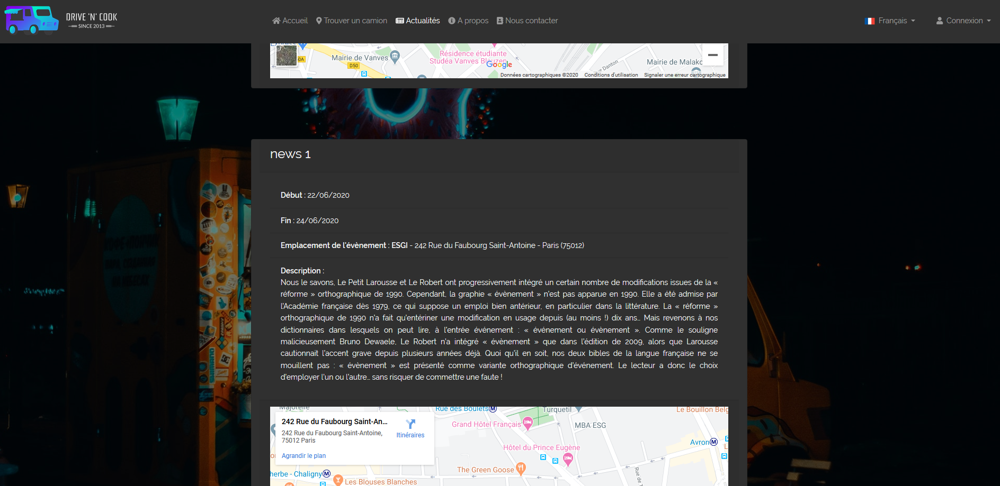 DRIVE 'N' COOK
SINCE 2013
Accueil
Trouver un camion
Actualités
A propos
Nous contacter
Français
Connexion
Mairie de Vanves
D50
Résidence étudiante
Studéa Vanves Bleuzen
Google
Rue Danton
Mairie de Malako
Données cartographiques ©2020
Conditions d'utilisation
Signaler une erreur cartographique
news 1
Début : 22/06/2020
Fin : 24/06/2020
Emplacement de l'évènement : ESGI - 242 Rue du Faubourg Saint-Antoine - Paris (75012)
Description :
Nous le savons, Le Petit Larousse et Le Robert ont progressivement intégré un certain nombre de modifications issues de la «
réforme » orthographique de 1990. Cependant, la graphie « évènement » n'est pas apparue en 1990. Elle a été admise par
l'Académie française dès 1979, ce qui suppose un emploi bien antérieur, en particulier dans la littérature. La « réforme »
orthographique de 1990 n'a fait qu'entériner une modification en usage depuis (au moins !) dix ans... Mais revenons à nos
dictionnaires dans lesquels on peut lire, à l'entrée événement : « événement ou évènement ». Comme le souligne
malicieusement Bruno Dewaele, Le Robert n'a intégré « évènement » que dans l'édition de 2009, alors que Larousse
cautionnait l'accent grave depuis plusieurs années déjà. Quoi qu'il en soit, nos deux bibles de la langue française ne se
mouillent pas : « évènement » est présenté comme variante orthographique d'événement. Le lecteur a donc le choix
d'employer l'un ou l'autre... sans risquer de commettre une faute !
Majorelle
Rue des Boulets
Turquetil
Le Bouillon Belg
242 Rue du Faubourg Saint-An...
242 Rue du Faubourg Saint-Antoine,
75012 Paris
Itinéraires
Agrandir le plan
Grand Hôtel Français
MBA ESG
Avron
Hôtel du Prince Eugène
The Green Goose
herbe - Chaligny
Les Blouses Blanches
Rue de T